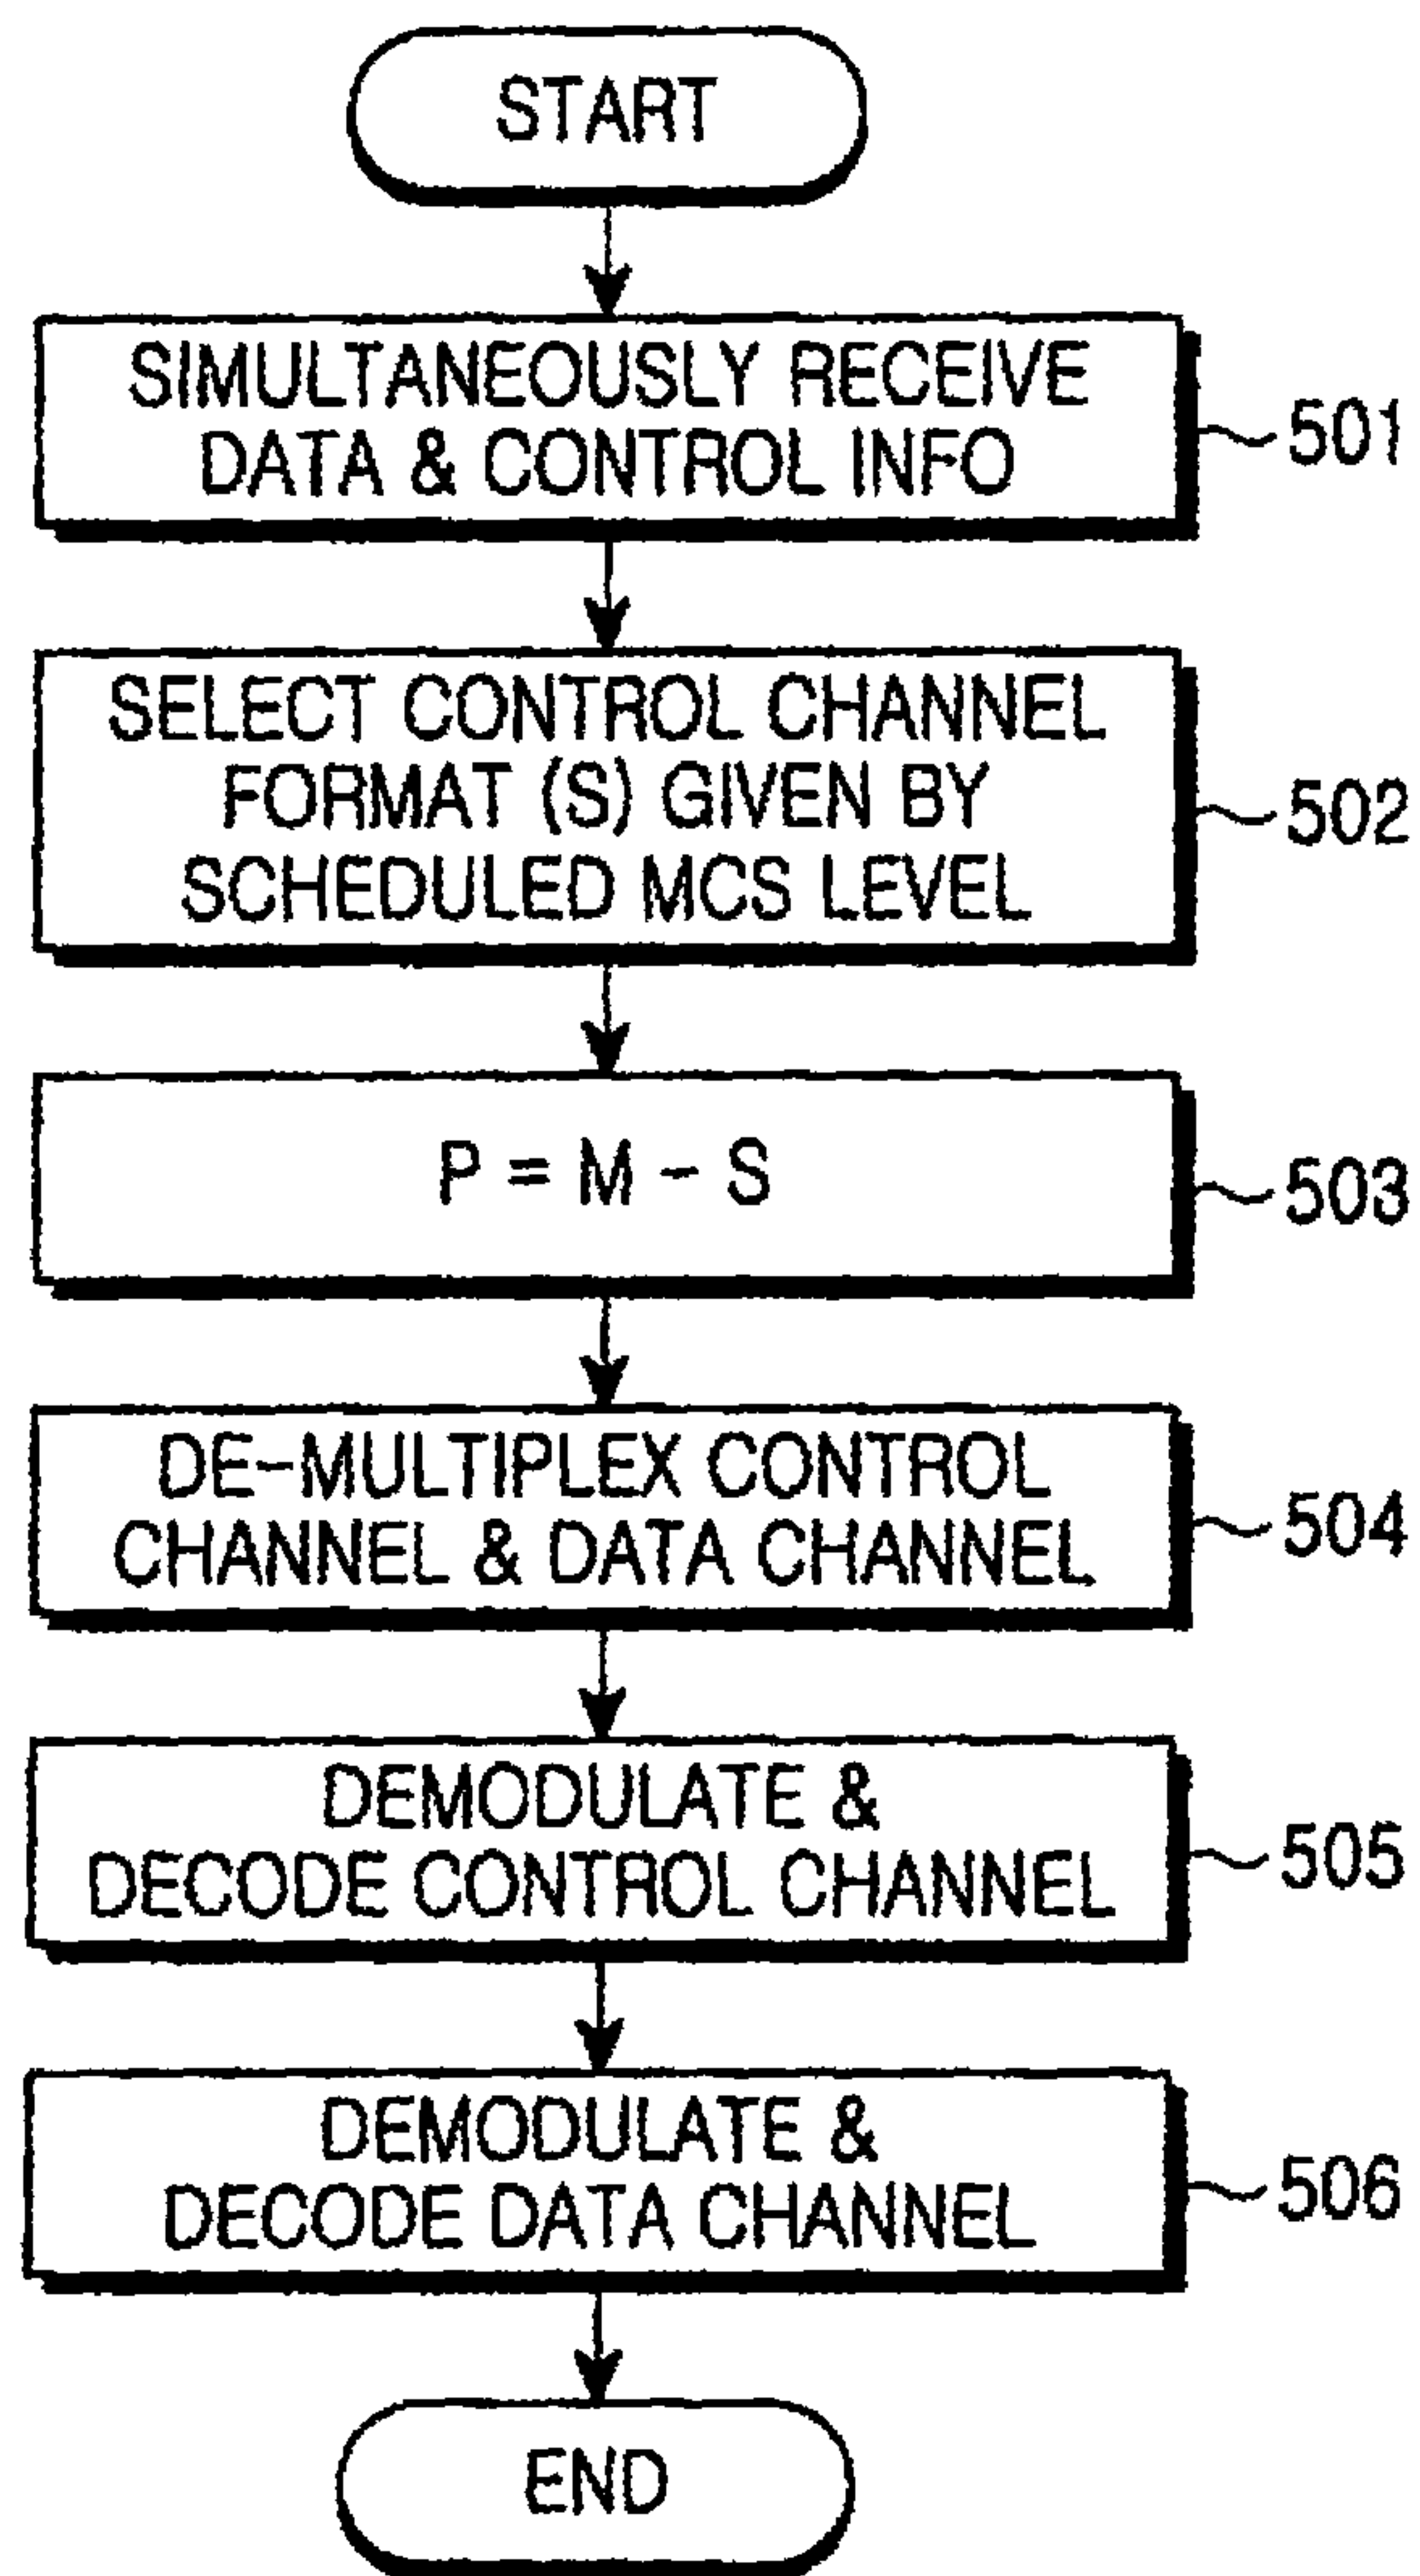 START
SIMULTANEOUSLY RECEIVE
DATA & CONTROL INFO
501
SELECT CONTROL CHANNEL
FORMAT (S) GIVEN BY
SCHEDULED MCS LEVEL
502
P = M - S
503
DE-MULTIPLEX CONTROL
CHANNEL & DATA CHANNEL
504
DEMODULATE &
DECODE CONTROL CHANNEL
505
DEMODULATE &
DECODE DATA CHANNEL
506
END